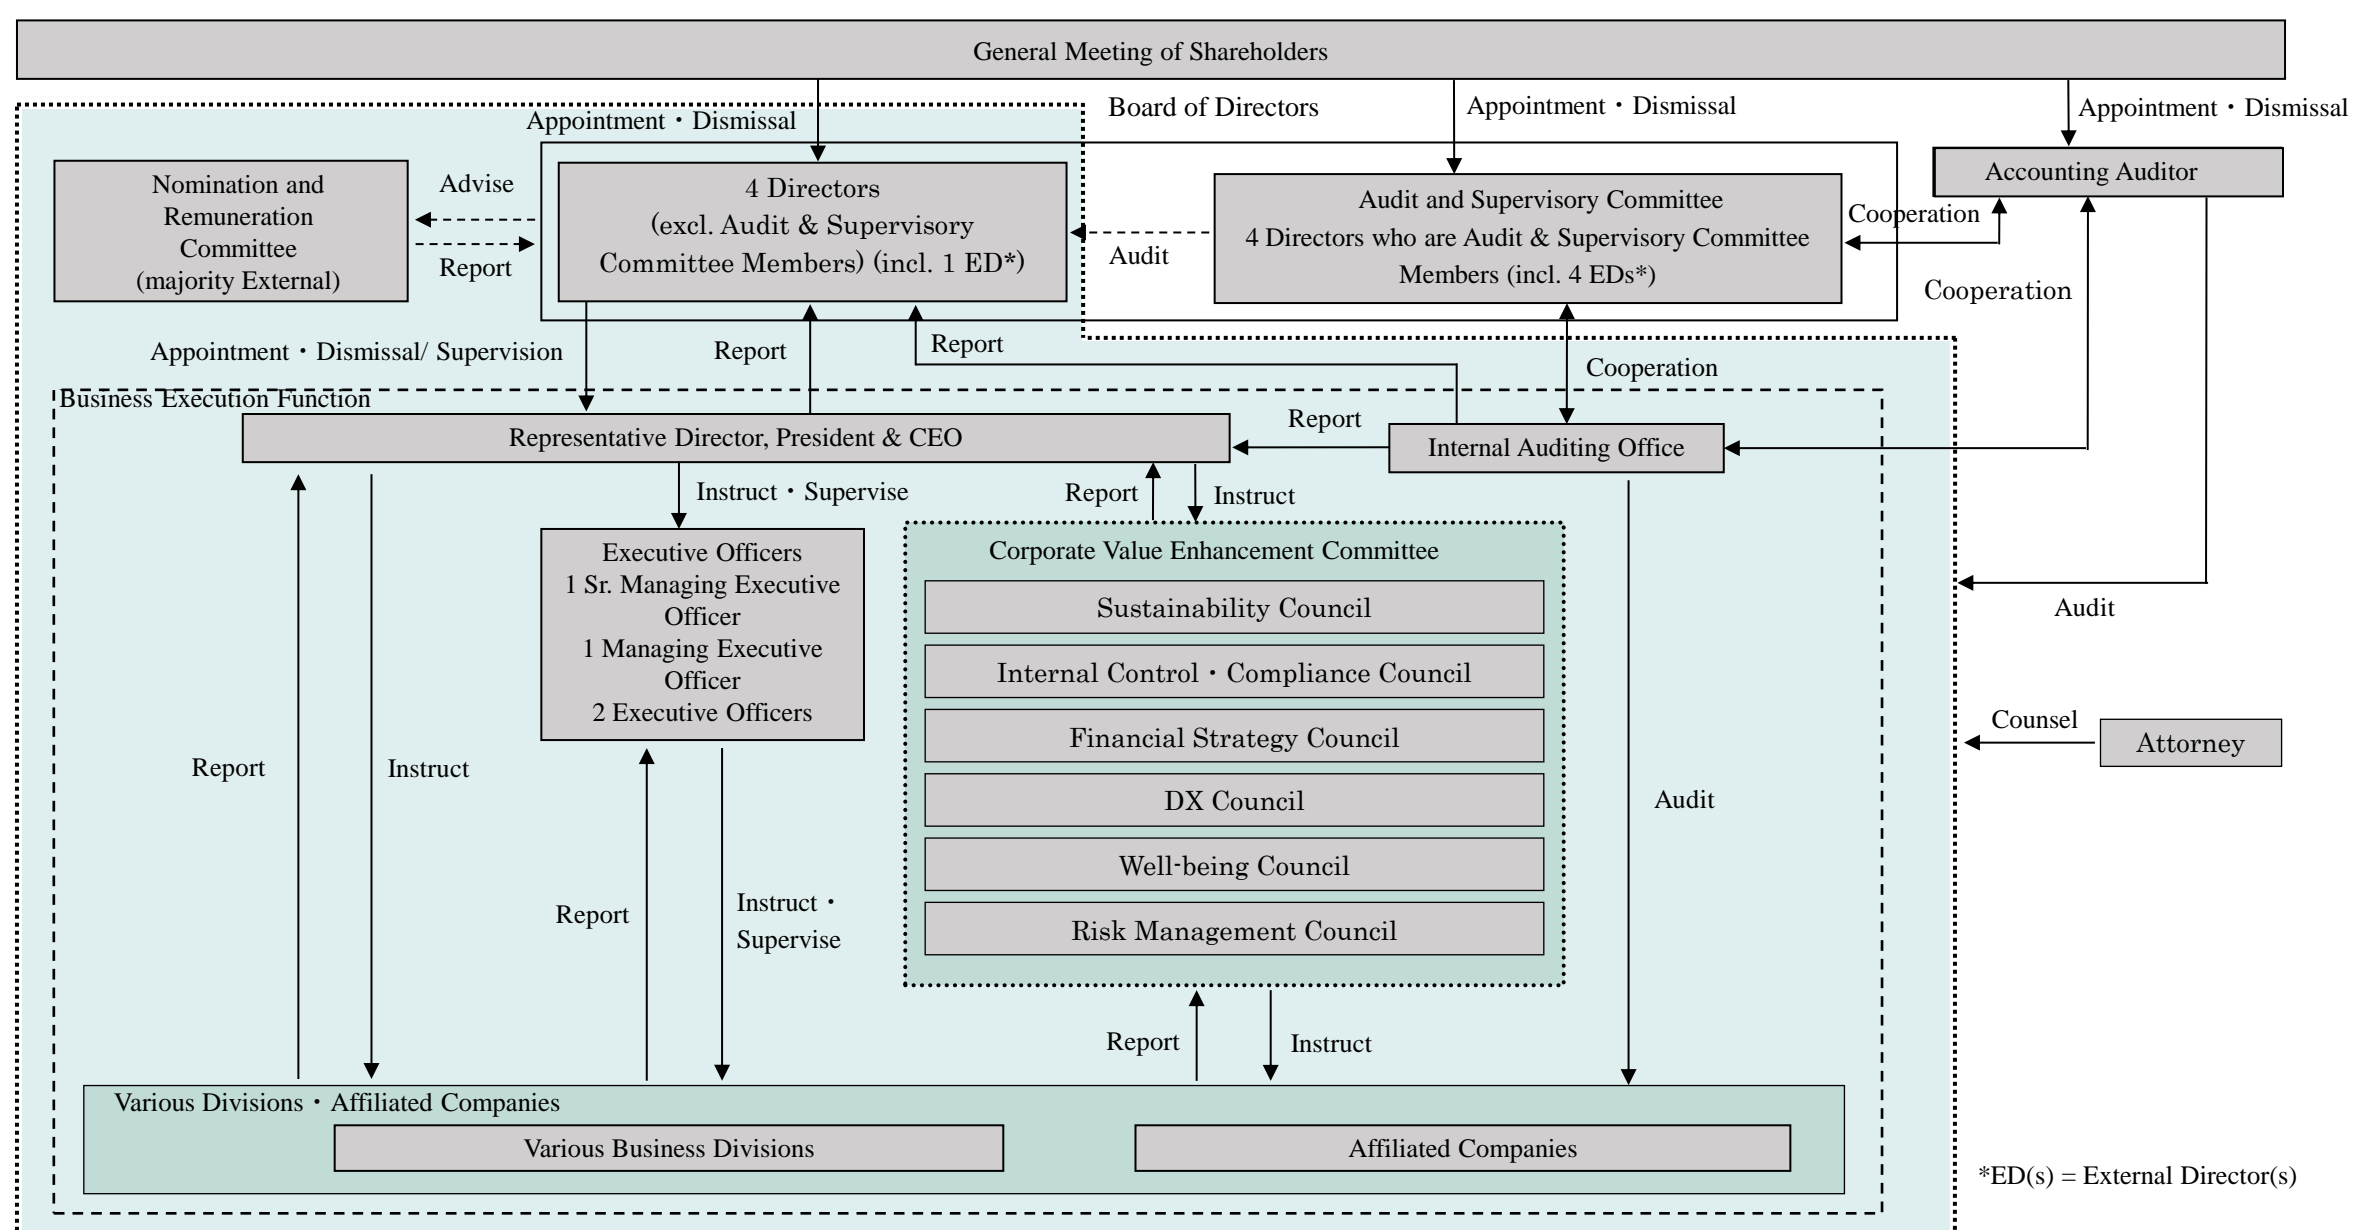 General Meeting of Shareholders
Board of Directors
Appointment・Dismissal
Appointment・Dismissal
Appointment・Dismissal
Nomination and
Remuneration
Committee
(majority External)
Advise
Report
4 Directors
(excl. Audit & Supervisory
Committee Members) (incl. 1 ED*)
Audit
Audit and Supervisory Committee
4 Directors who are Audit & Supervisory Committee
Members (incl. 4 EDs*)
Cooperation
Accounting Auditor
Cooperation
Appointment・Dismissal/ Supervision
Report
Report
Cooperation
Business Execution Function
Representative Director, President & CEO
Report
Internal Auditing Office
Instruct・Supervise
Report
Instruct
Executive Officers
1 Sr. Managing Executive
Officer
1 Managing Executive
Officer
2 Executive Officers
Corporate Value Enhancement Committee
Sustainability Council
Internal Control・Compliance Council
Financial Strategy Council
DX Council
Well-being Council
Risk Management Council
Audit
Counsel
Attorney
Report
Instruct
Audit
Report
Instruct・
Supervise
Report
Instruct
Various Divisions・Affiliated Companies
Various Business Divisions
Affiliated Companies
*ED(s) = External Director(s)